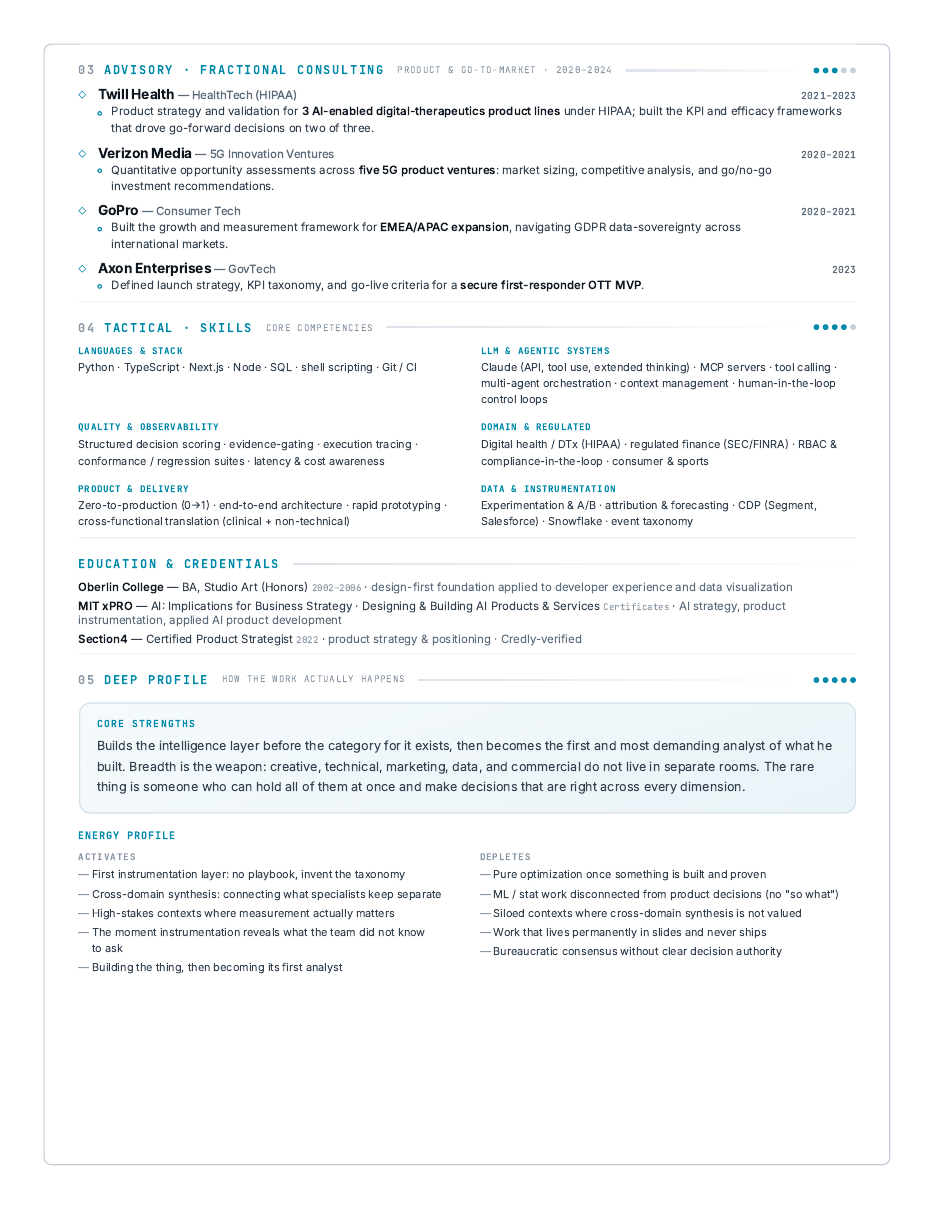 03 ADVISORY · FRACTIONAL CONSULTING PRODUCT & GO-TO-MARKET · 2020–2024
Twill Health — HealthTech (HIPAA) 2021–2023
Product strategy and validation for 3 AI-enabled digital-therapeutics product lines under HIPAA; built the KPI and efficacy frameworks
that drove go-forward decisions on two of three.
Verizon Media — 5G Innovation Ventures 2020–2021
Quantitative opportunity assessments across five 5G product ventures: market sizing, competitive analysis, and go/no-go
investment recommendations.
GoPro — Consumer Tech 2020–2021
Built the growth and measurement framework for EMEA/APAC expansion, navigating GDPR data-sovereignty across
international markets.
Axon Enterprises — GovTech 2023
Defined launch strategy, KPI taxonomy, and go-live criteria for a secure first-responder OTT MVP.
04 TACTICAL · SKILLS CORE COMPETENCIES
LANGUAGES & STACK
Python · TypeScript · Next.js · Node · SQL · shell scripting · Git / CI
LLM & AGENTIC SYSTEMS
Claude (API, tool use, extended thinking) · MCP servers · tool calling ·
multi-agent orchestration · context management · human-in-the-loop
control loops
QUALITY & OBSERVABILITY
Structured decision scoring · evidence-gating · execution tracing ·
conformance / regression suites · latency & cost awareness
DOMAIN & REGULATED
Digital health / DTx (HIPAA) · regulated finance (SEC/FINRA) · RBAC &
compliance-in-the-loop · consumer & sports
PRODUCT & DELIVERY
Zero-to-production (0→1) · end-to-end architecture · rapid prototyping ·
cross-functional translation (clinical + non-technical)
DATA & INSTRUMENTATION
Experimentation & A/B · attribution & forecasting · CDP (Segment,
Salesforce) · Snowflake · event taxonomy
EDUCATION & CREDENTIALS
Oberlin College — BA, Studio Art (Honors) 2002–2006 · design-first foundation applied to developer experience and data visualization
MIT xPRO — AI: Implications for Business Strategy · Designing & Building AI Products & Services Certificates · AI strategy, product
instrumentation, applied AI product development
Section4 — Certified Product Strategist 2022 · product strategy & positioning · Credly-verified
05 DEEP PROFILE HOW THE WORK ACTUALLY HAPPENS
CORE STRENGTHS
Builds the intelligence layer before the category for it exists, then becomes the first and most demanding analyst of what he
built. Breadth is the weapon: creative, technical, marketing, data, and commercial do not live in separate rooms. The rare
thing is someone who can hold all of them at once and make decisions that are right across every dimension.
ENERGY PROFILE
ACTIVATES
— First instrumentation layer: no playbook, invent the taxonomy
— Cross-domain synthesis: connecting what specialists keep separate
— High-stakes contexts where measurement actually matters
— The moment instrumentation reveals what the team did not know
to ask
— Building the thing, then becoming its first analyst
DEPLETES
— Pure optimization once something is built and proven
— ML / stat work disconnected from product decisions (no "so what")
— Siloed contexts where cross-domain synthesis is not valued
— Work that lives permanently in slides and never ships
— Bureaucratic consensus without clear decision authority